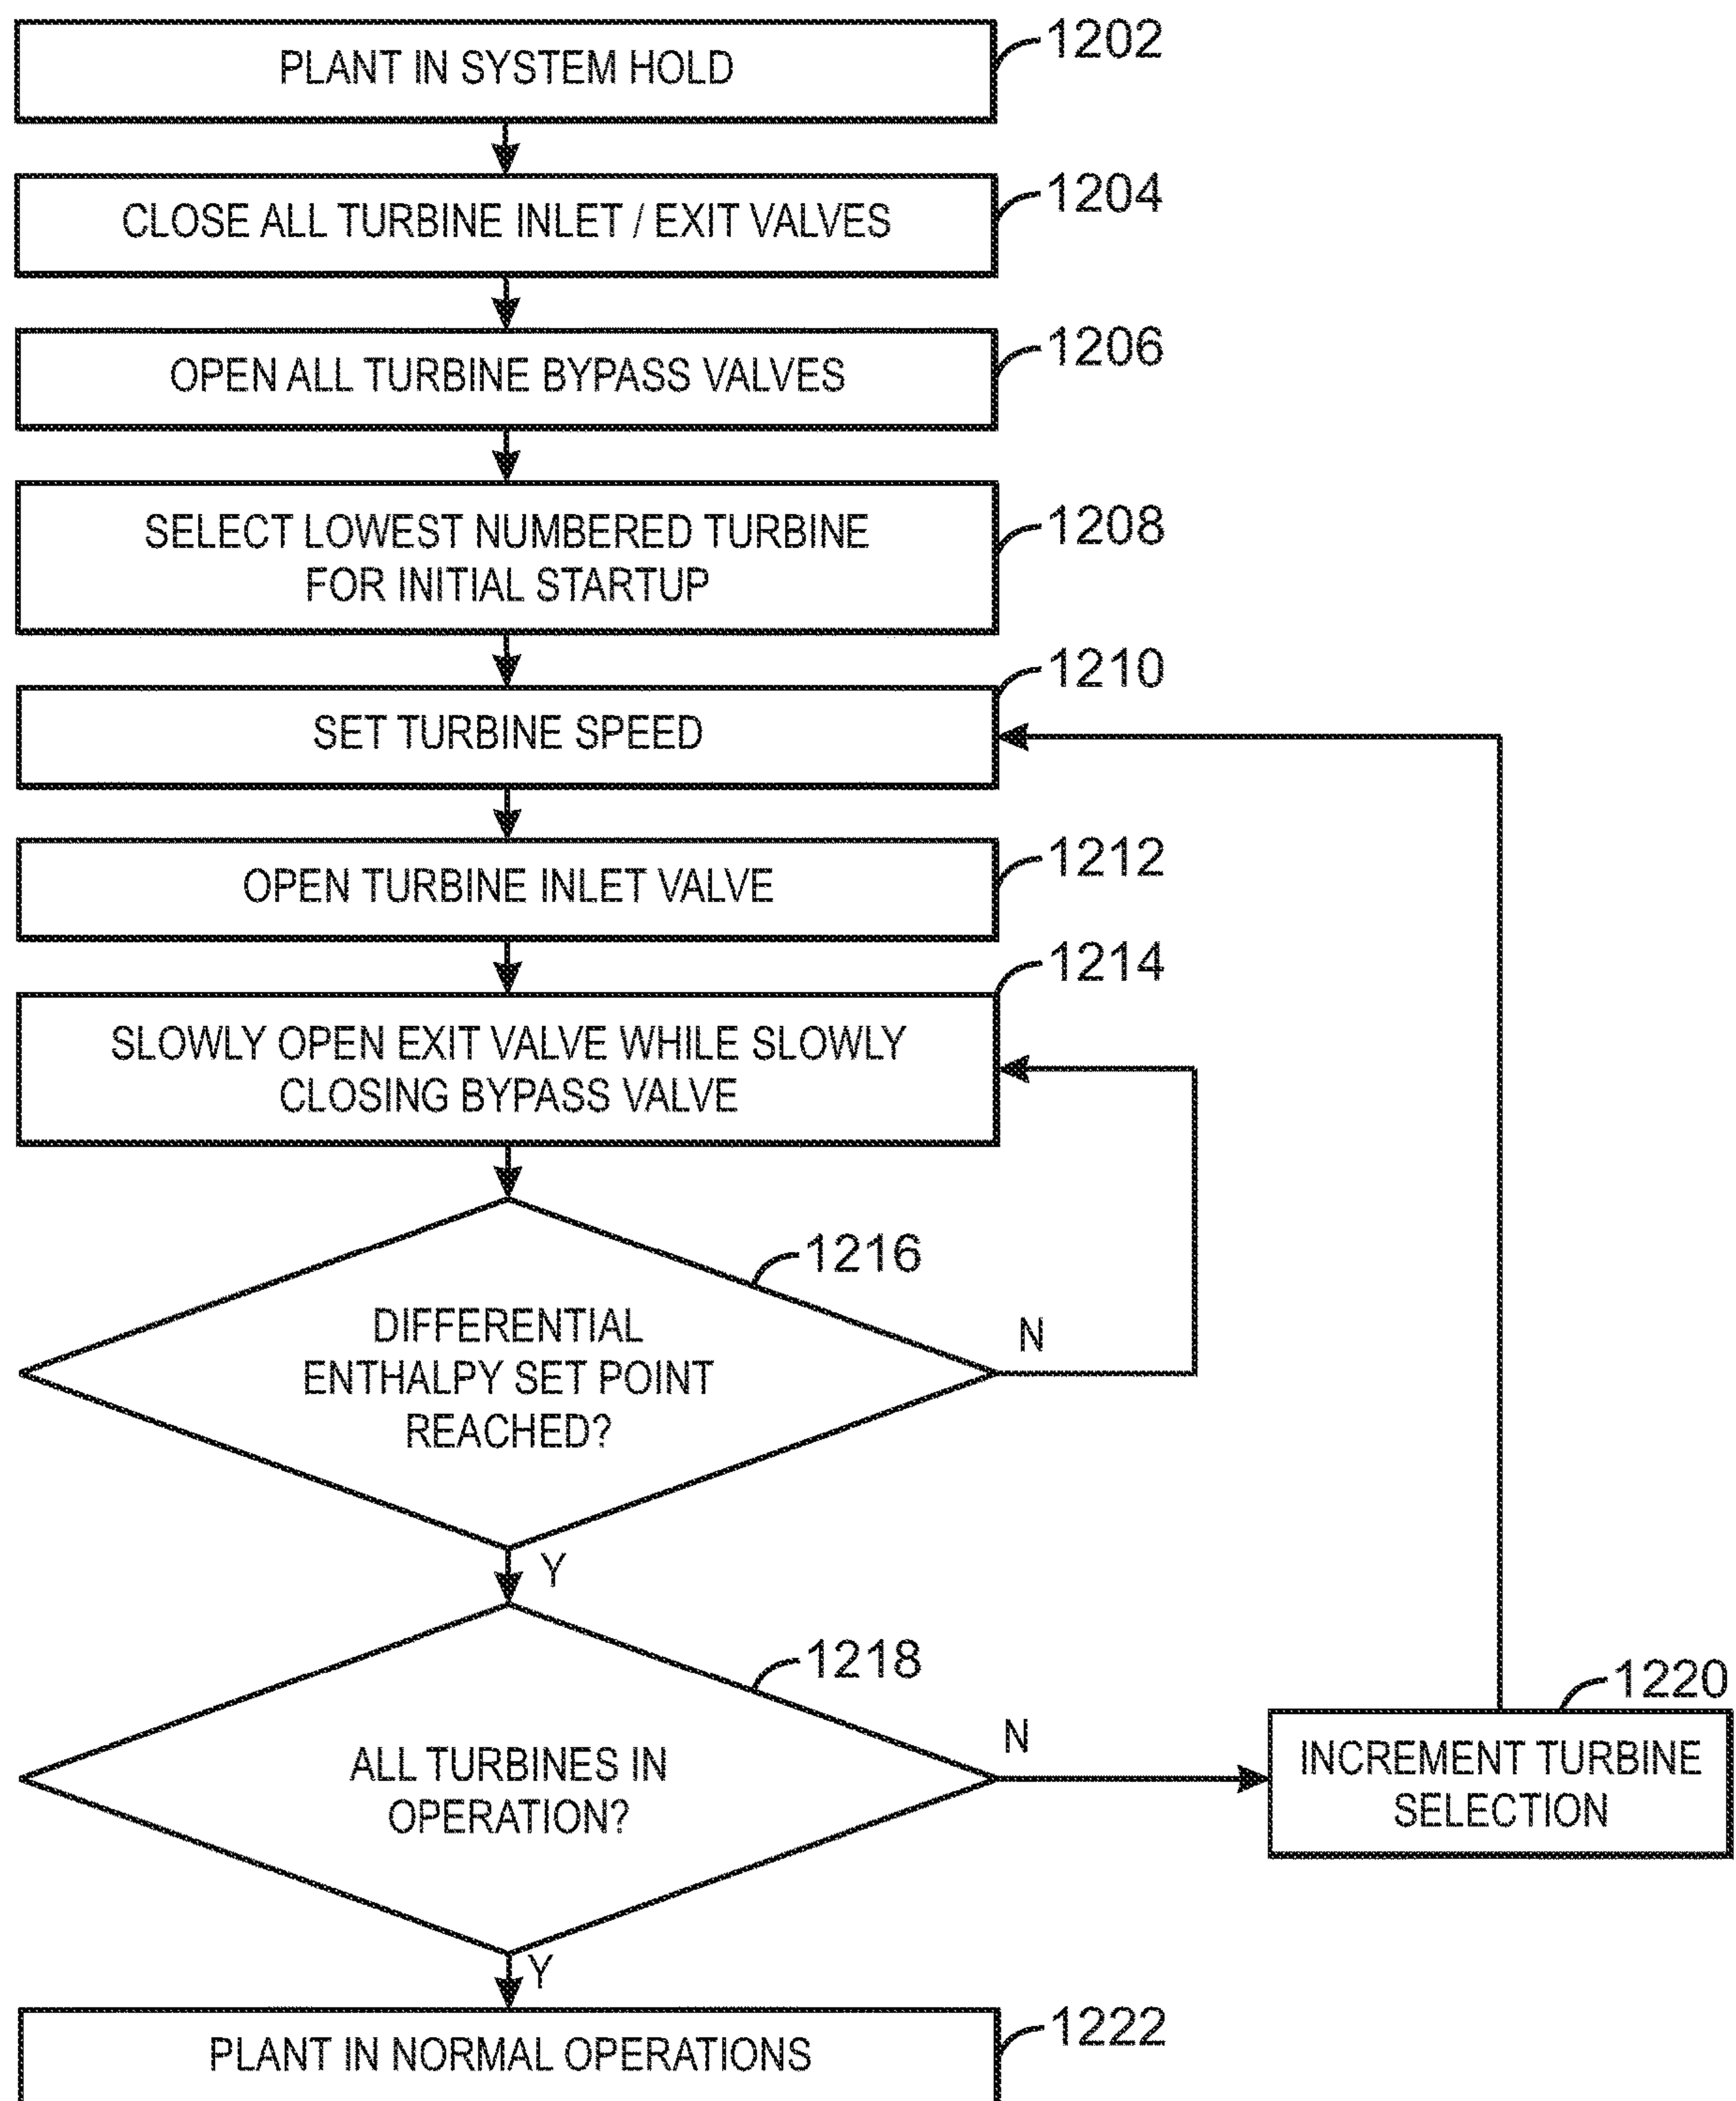 PLANT IN SYSTEM HOLD
1202
CLOSE ALL TURBINE INLET / EXIT VALVES
1204
OPEN ALL TURBINE BYPASS VALVES
1206
SELECT LOWEST NUMBERED TURBINE
FOR INITIAL STARTUP
1208
SET TURBINE SPEED
1210
OPEN TURBINE INLET VALVE
1212
SLOWLY OPEN EXIT VALVE WHILE SLOWLY
CLOSING BYPASS VALVE
1214
DIFFERENTIAL
ENTHALPY SET POINT
REACHED?
1216
N
Y
ALL TURBINES IN
OPERATION?
1218
N
INCREMENT TURBINE
SELECTION
1220
Y
PLANT IN NORMAL OPERATIONS
1222